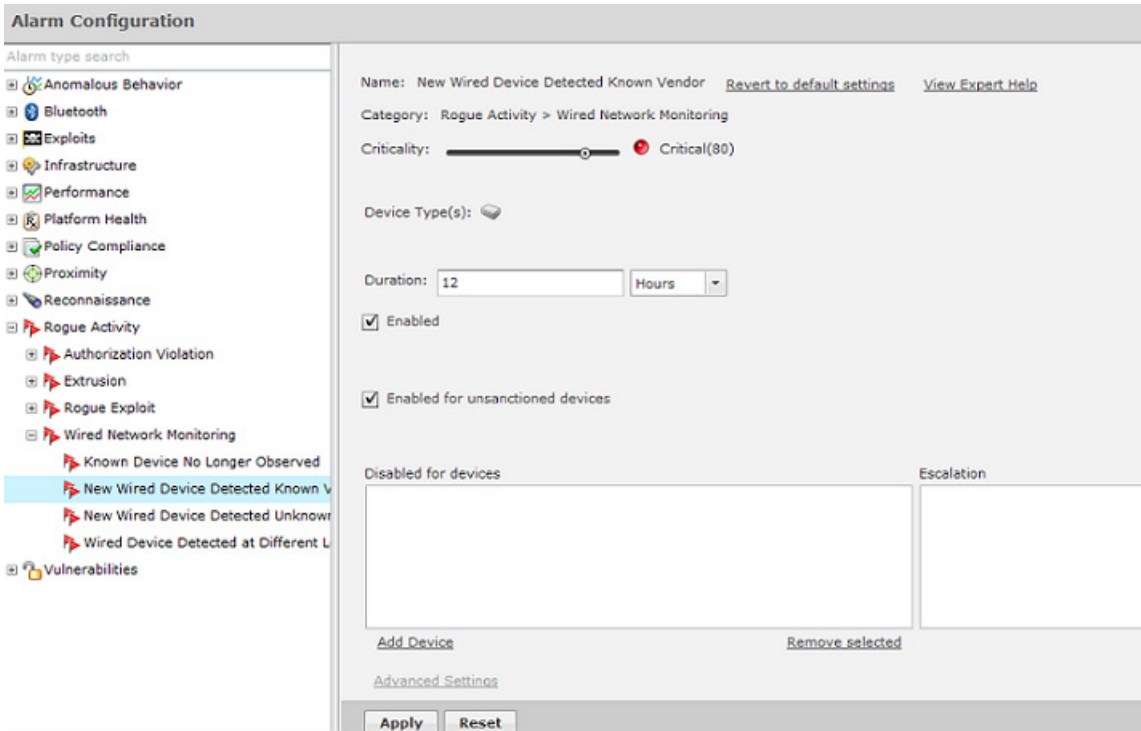 Alarm Configuration
Alarm type search
Anomalous Behavior
Bluetooth
Exploits
Infrastructure
Performance
Platform Health
Policy Compliance
Proximity
Reconnaissance
Rogue Activity
Authorization Violation
Extrusion
Rogue Exploit
Wired Network Monitoring
Known Device No Longer Observed
New Wired Device Detected Known V
New Wired Device Detected Unknown
Wired Device Detected at Different L
Vulnerabilities
Name: New Wired Device Detected Known Vendor Revert to default settings View Expert Help
Category: Rogue Activity > Wired Network Monitoring
Criticality: Critical(80)
Device Type(s):
Duration: 12 Hours
Enabled
Enabled for unsanctioned devices
Disabled for devices Escalation
Add Device Remove selected
Advanced Settings
Apply Reset